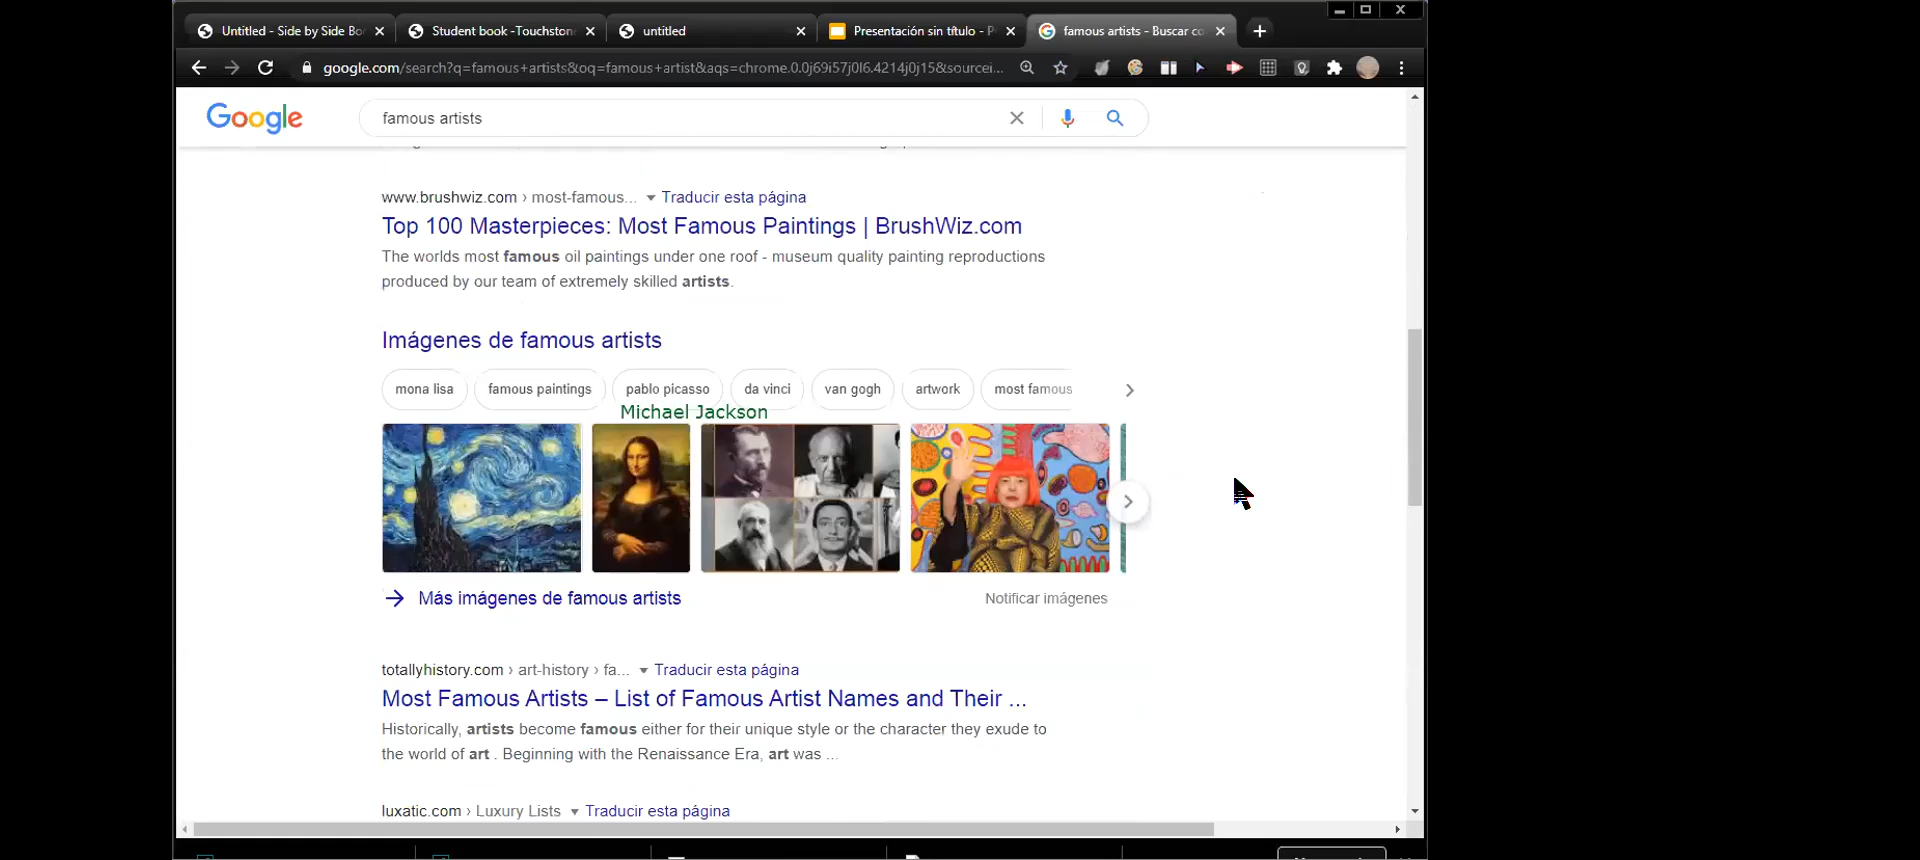 Untitled - Side by Side Bo
Student book -Touchstone
untitled
Presentación sin título - P
famous artists - Buscar co
google.com/search?q=famous+artists&oq=famous+artist&aqs=chrome.0.0j69i57j0l6.4214j0j15&sourcei...
Google
famous artists
www.brushwiz.com › most-famous... Traducir esta página
Top 100 Masterpieces: Most Famous Paintings | BrushWiz.com
The worlds most famous oil paintings under one roof - museum quality painting reproductions
produced by our team of extremely skilled artists.
Imágenes de famous artists
mona lisa
famous paintings
pablo picasso
da vinci
van gogh
artwork
most famous
Michael Jackson
Más imágenes de famous artists
Notificar imágenes
totallyhistory.com › art-history › fa... Traducir esta página
Most Famous Artists – List of Famous Artist Names and Their ...
Historically, artists become famous either for their unique style or the character they exude to
the world of art . Beginning with the Renaissance Era, art was ...
luxatic.com › Luxury Lists Traducir esta página